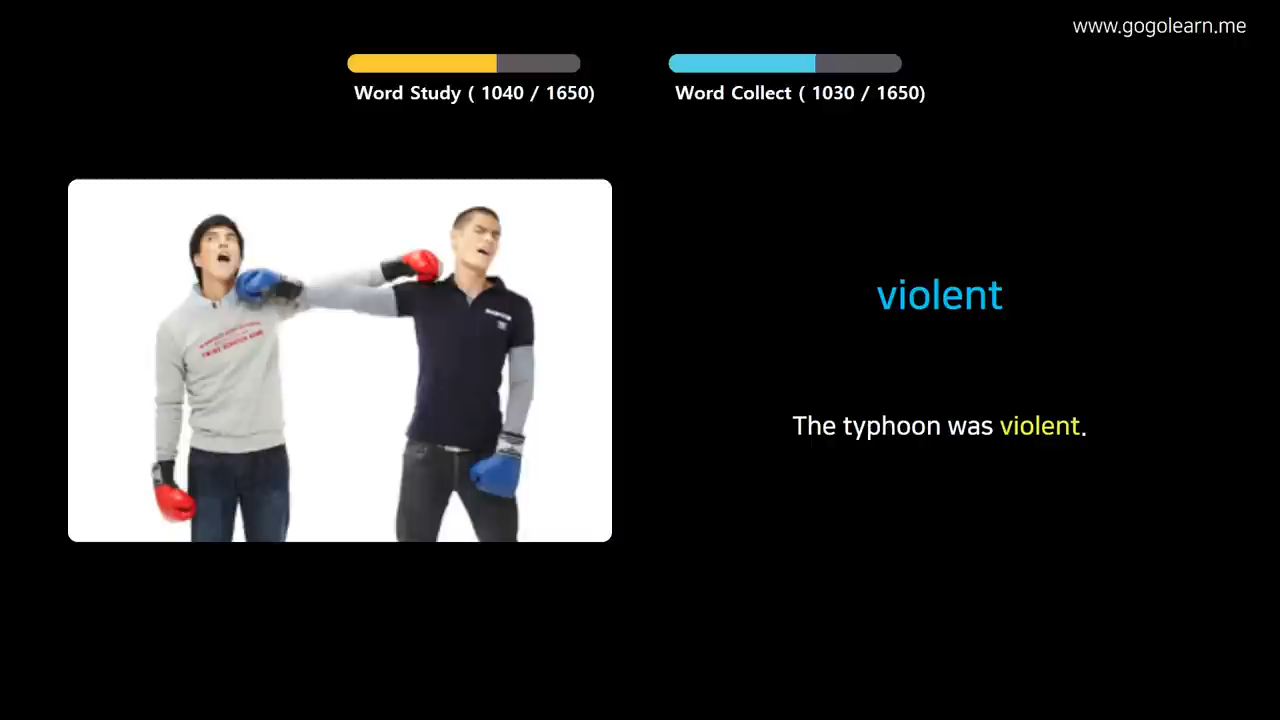 www.gogolearn.me
Word Study ( 1040 / 1650)
Word Collect ( 1030 / 1650)
violent
The typhoon was violent.